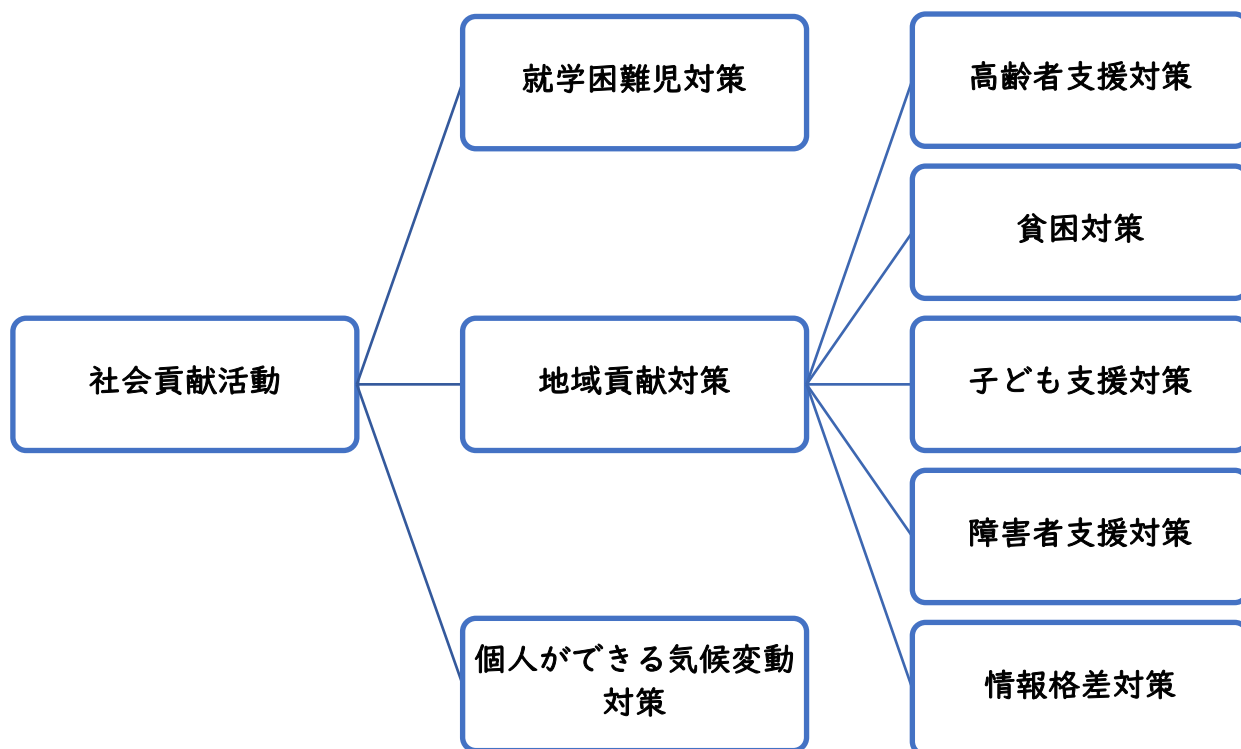 社会貢献活動
就学困難児対策
地域貢献対策
個人ができる気候変動
対策
高齢者支援対策
貧困対策
子ども支援対策
障害者支援対策
情報格差対策